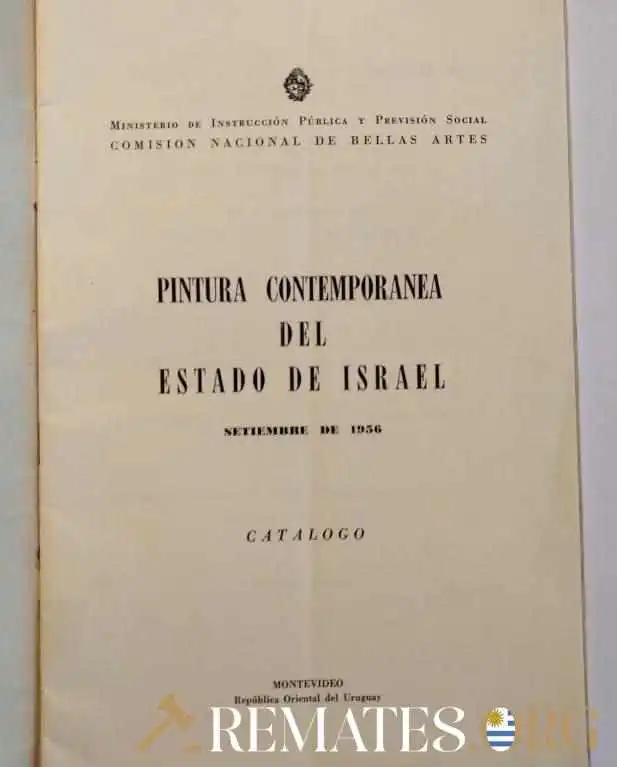 MINISTERIO DE INSTRUCCIÓN PÚBLICA Y PREVISIÓN SOCIAL
COMISION NACIONAL DE BELLAS ARTES
PINTURA CONTEMPORANEA
DEL
ESTADO DE ISRAEL
SETIEMBRE DE 1956
CATALOGO
MONTEVIDEO
República Oriental del Uruguay
REMATES.ORG